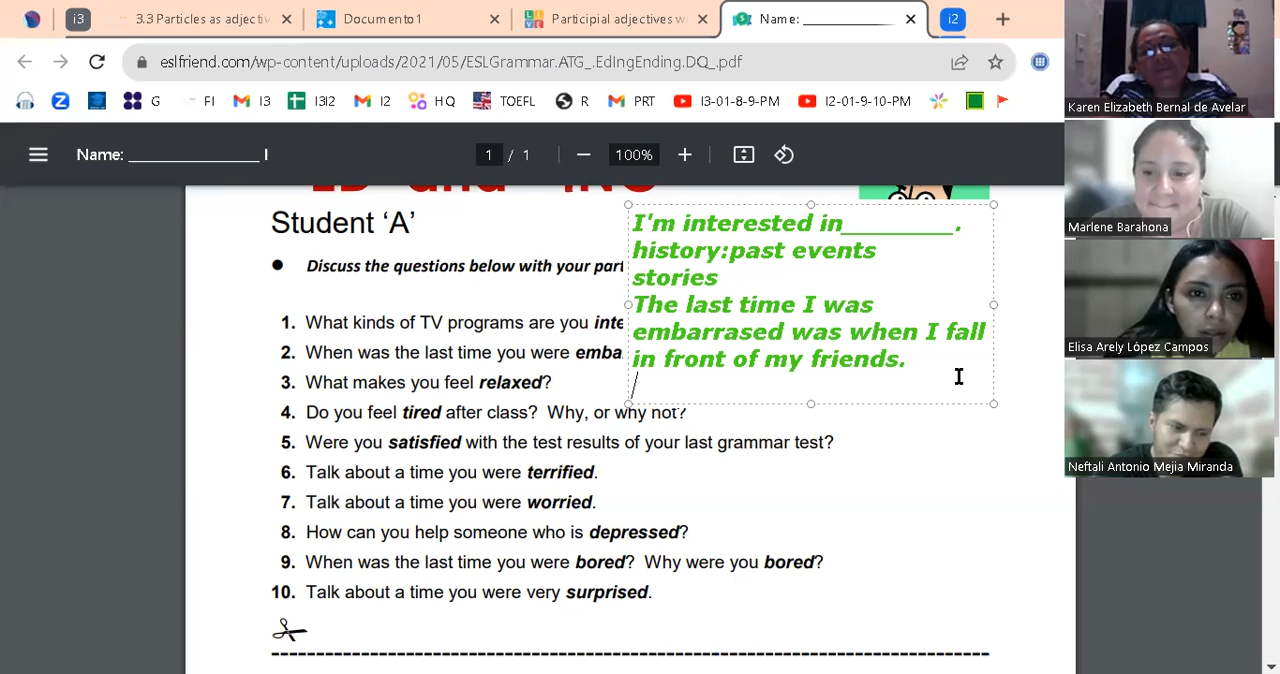 i3
3.3 Particles as adjectiv
Documento1
Participial adjectives w
Name: ___________
i2
eslfriend.com/wp-content/uploads/2021/05/ESLGrammar.ATG_.EdIngEnding.DQ_.pdf
G
FI
I3
I3I2
I2
HQ
TOEFL
R
PRT
I3-01-8-9-PM
I2-01-9-10-PM
Name: ________________ I
1 / 1
100%
Student ‘A’
Discuss the questions below with your part
1. What kinds of TV programs are you inte
2. When was the last time you were emba
3. What makes you feel relaxed?
4. Do you feel tired after class? Why, or why not?
5. Were you satisfied with the test results of your last grammar test?
6. Talk about a time you were terrified.
7. Talk about a time you were worried.
8. How can you help someone who is depressed?
9. When was the last time you were bored? Why were you bored?
10. Talk about a time you were very surprised.
I'm interested in_________.
history:past events
stories
The last time I was
embarrased was when I fall
in front of my friends.
Karen Elizabeth Bernal de Avelar
Marlene Barahona
Elisa Arely López Campos
Neftali Antonio Mejia Miranda